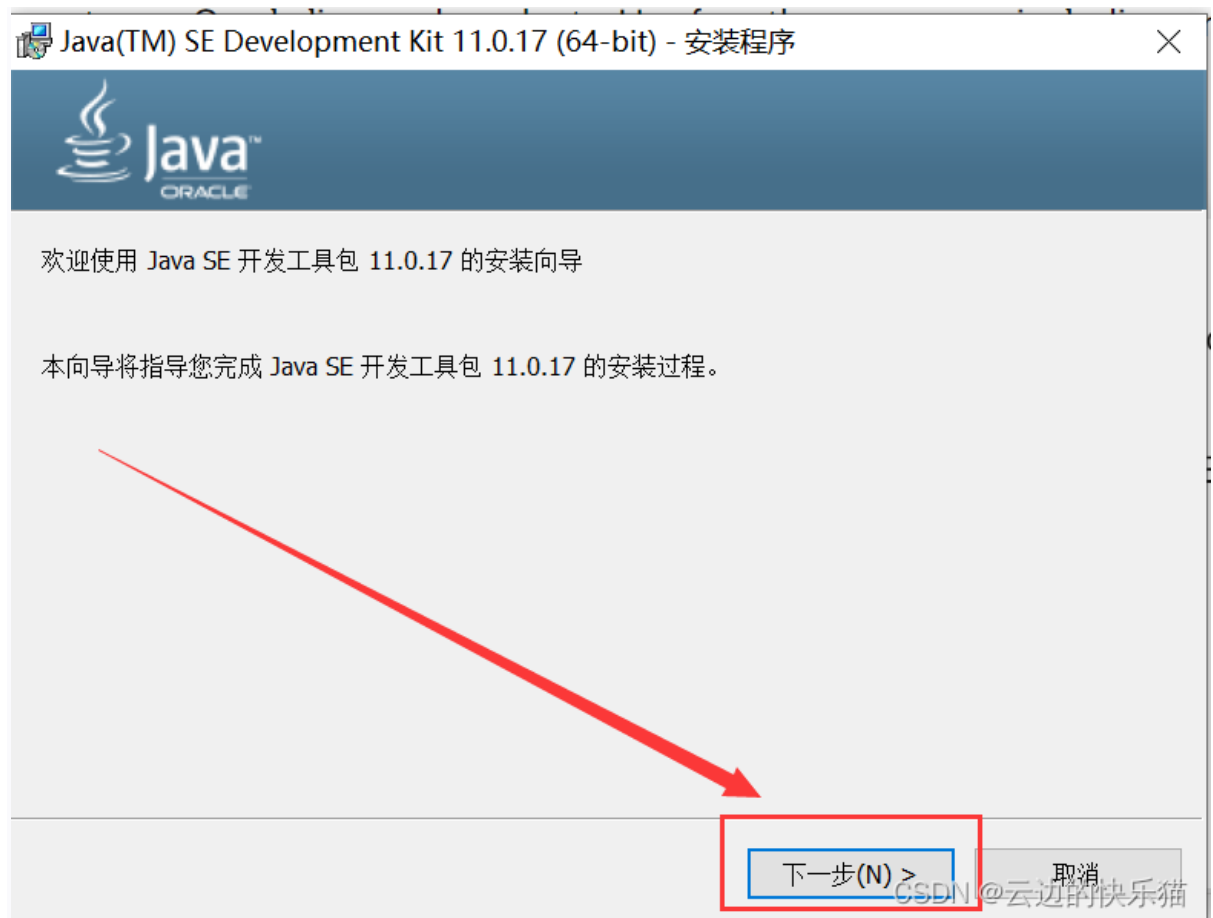 Java(TM) SE Development Kit 11.0.17 (64-bit) - 安装程序
Java™
ORACLE
欢迎使用 Java SE 开发工具包 11.0.17 的安装向导
本向导将指导您完成 Java SE 开发工具包 11.0.17 的安装过程。
下一步(N) >
取消
CSDN @云边的快乐猫